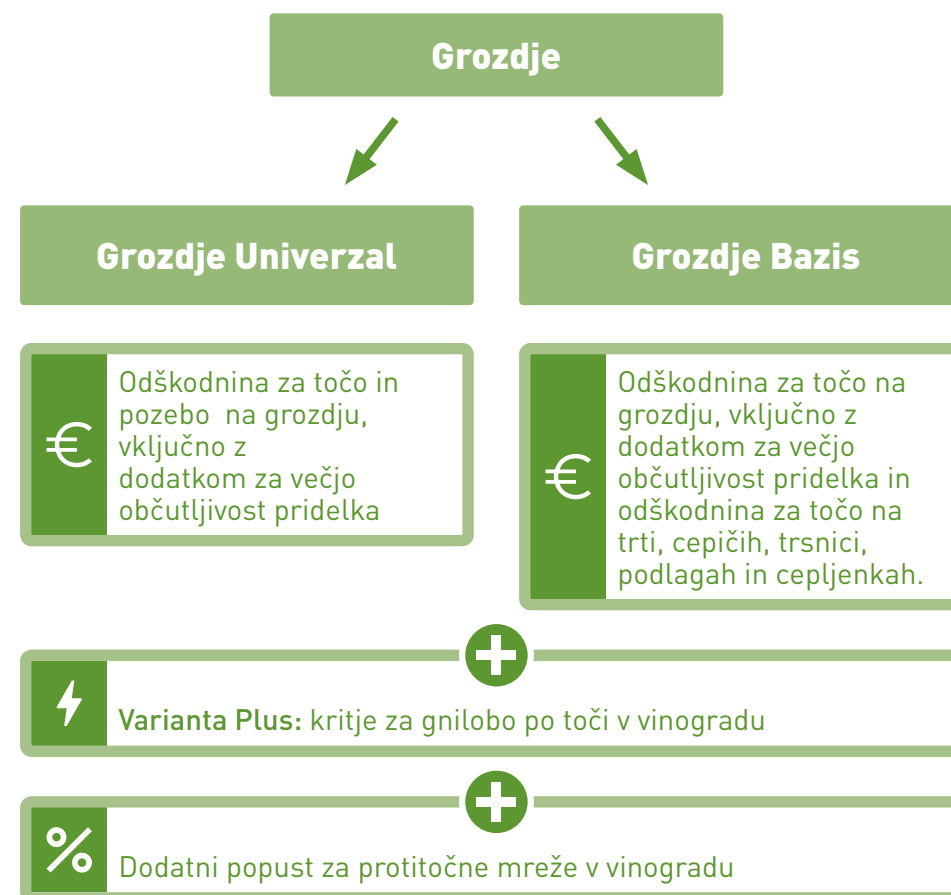 Grozdje
Grozdje Univerzal
Odškodnina za točo in
pozebo na grozdju,
vključno z
dodatkom za večjo
občutljivost pridelka
Grozdje Bazis
Odškodnina za točo na
grozdju, vključno z
dodatkom za večjo
občutljivost pridelka in
odškodnina za točo na
trti, cepičih, trsnici,
podlagah in cepljenkah.
Varianta Plus: kritje za gnilobo po toči v vinogradu
Dodatni popust za protitočne mreže v vinogradu